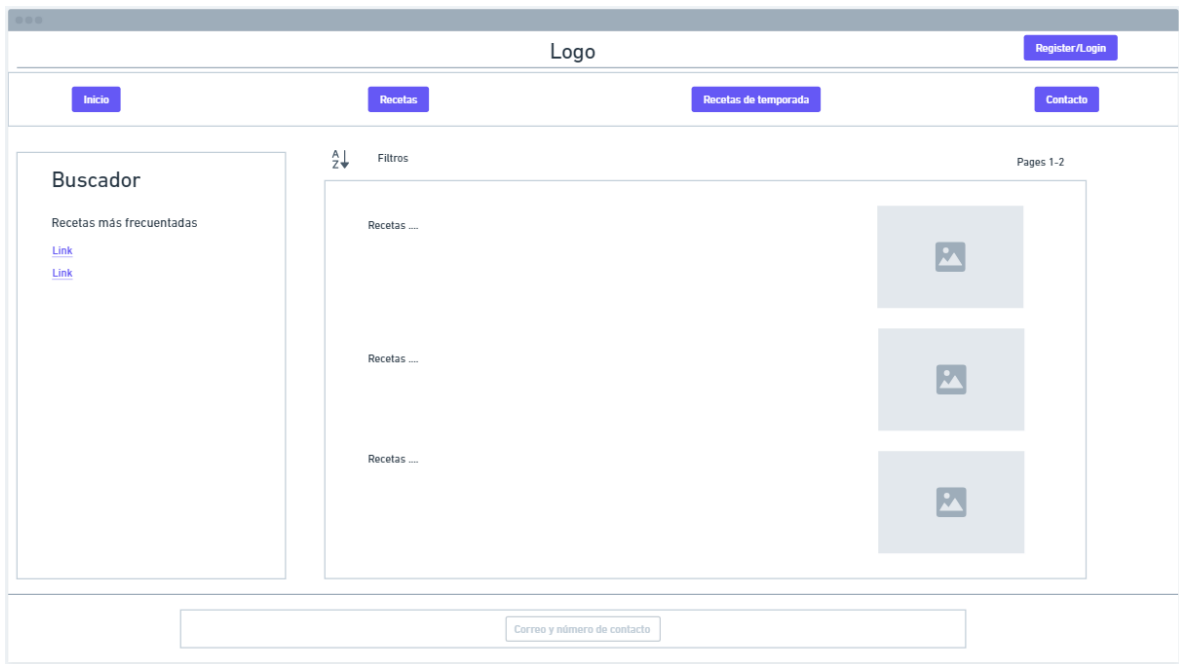 Logo
Register/Login
Inicio
Recetas
Recetas de temporada
Contacto
Buscador
Recetas más frecuentadas
Link
Link
A
Z
Filtros
Pages 1-2
Recetas ....
Recetas ....
Recetas ....
Correo y número de contacto